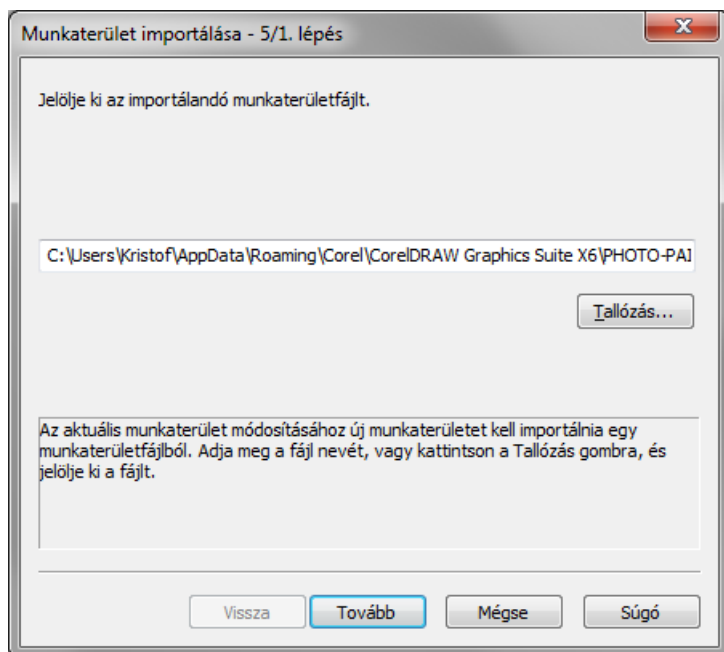 Munkaterület importálása - 5/1. lépés
Jelölje ki az importálandó munkaterületfájlt.
C:\Users\Kristof\AppData\Roaming\Corel\CorelDRAW Graphics Suite X6\PHOTO-PAI
Tallózás...
Az aktuális munkaterület módosításához új munkaterületet kell importálnia egy
munkaterületfájlból. Adja meg a fájl nevét, vagy kattintson a Tallózás gombra, és
jelölje ki a fájlt.
Vissza Tovább Mégse Súgó